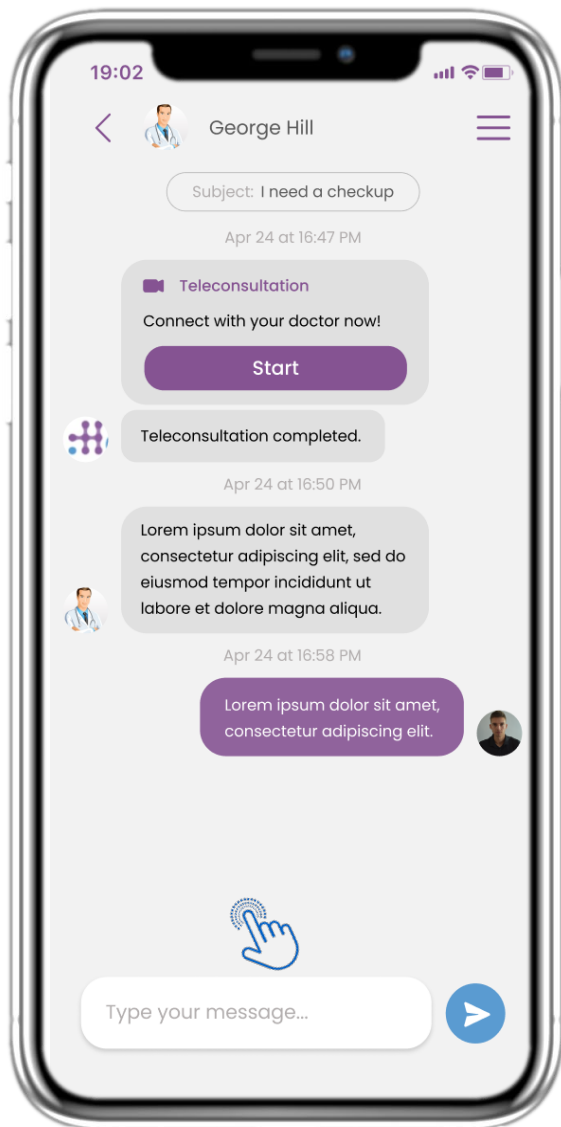 19:02
George Hill
Subject: I need a checkup
Apr 24 at 16:47 PM
Teleconsultation
Connect with your doctor now!
Start
Teleconsultation completed.
Apr 24 at 16:50 PM
Lorem ipsum dolor sit amet,
consectetur adipiscing elit, sed do
eiusmod tempor incididunt ut
labore et dolore magna aliqua.
Apr 24 at 16:58 PM
Lorem ipsum dolor sit amet,
consectetur adipiscing elit.
Type your message...